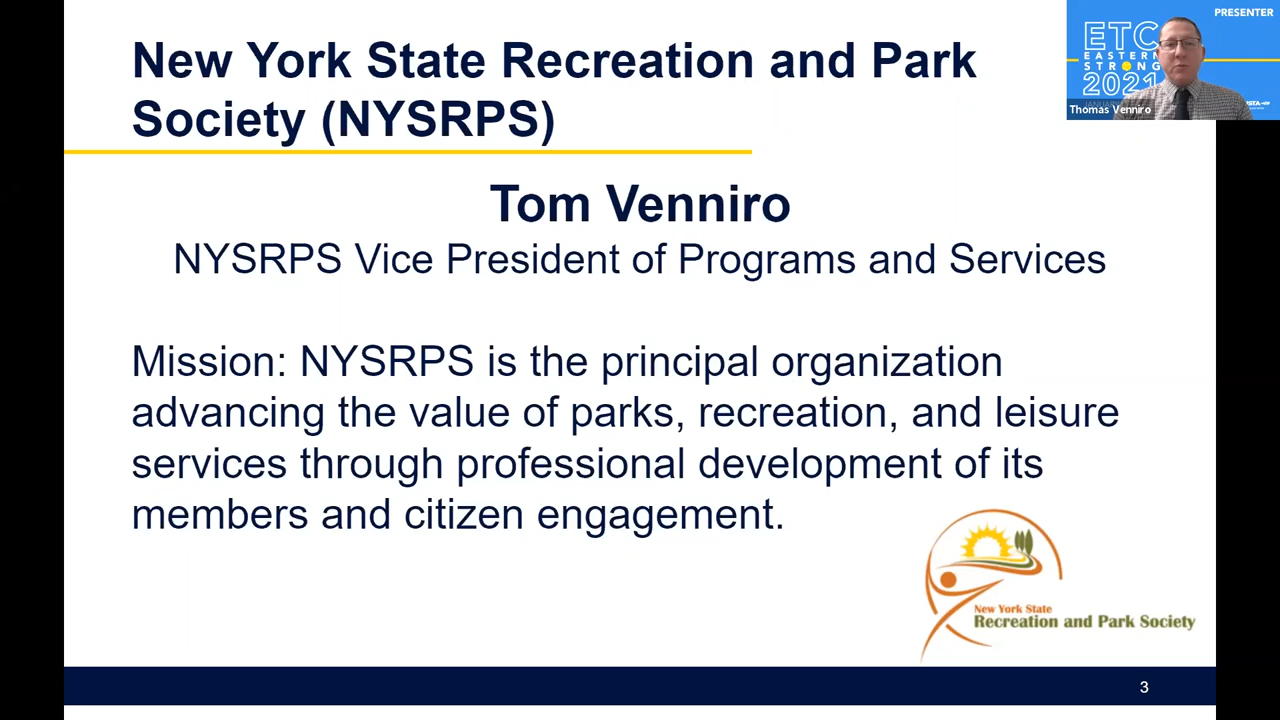 New York State Recreation and Park
Society (NYSRPS)
Tom Venniro
NYSRPS Vice President of Programs and Services
Mission: NYSRPS is the principal organization
advancing the value of parks, recreation, and leisure
services through professional development of its
members and citizen engagement.
New York State
Recreation and Park Society
3
PRESENTER
ETC
EASTERN
STRONG
2021
Thomas Venniro